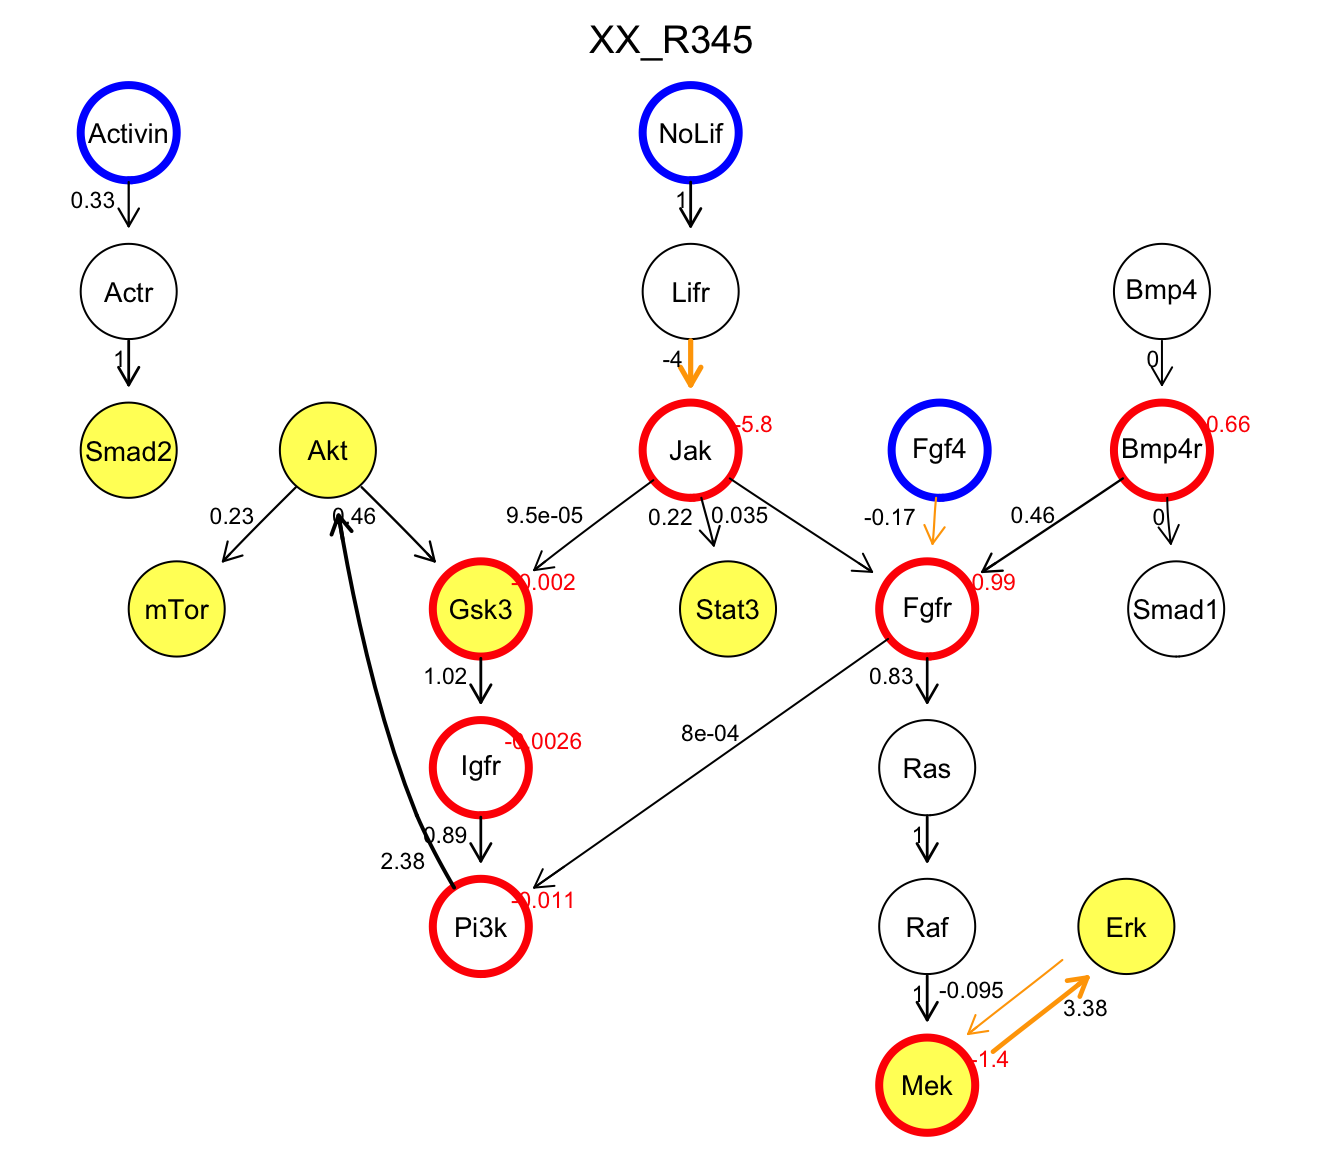 XX_R345
Activin
NoLif
0.33
1
Actr
Lifr
Bmp4
1
-4
0
Smad2
Akt
Jak
-5.8
Fgf4
Bmp4r
0.66
0.23
0.46
9.5e-05
0.22
0.035
-0.17
0.46
0
mTor
Gsk3
-0.002
Stat3
Fgfr
0.99
Smad1
1.02
0.83
Igfr
-0.0026
8e-04
Ras
0.89
1
2.38
Pi3k
-0.011
Raf
Erk
1
-0.095
3.38
Mek
-1.4